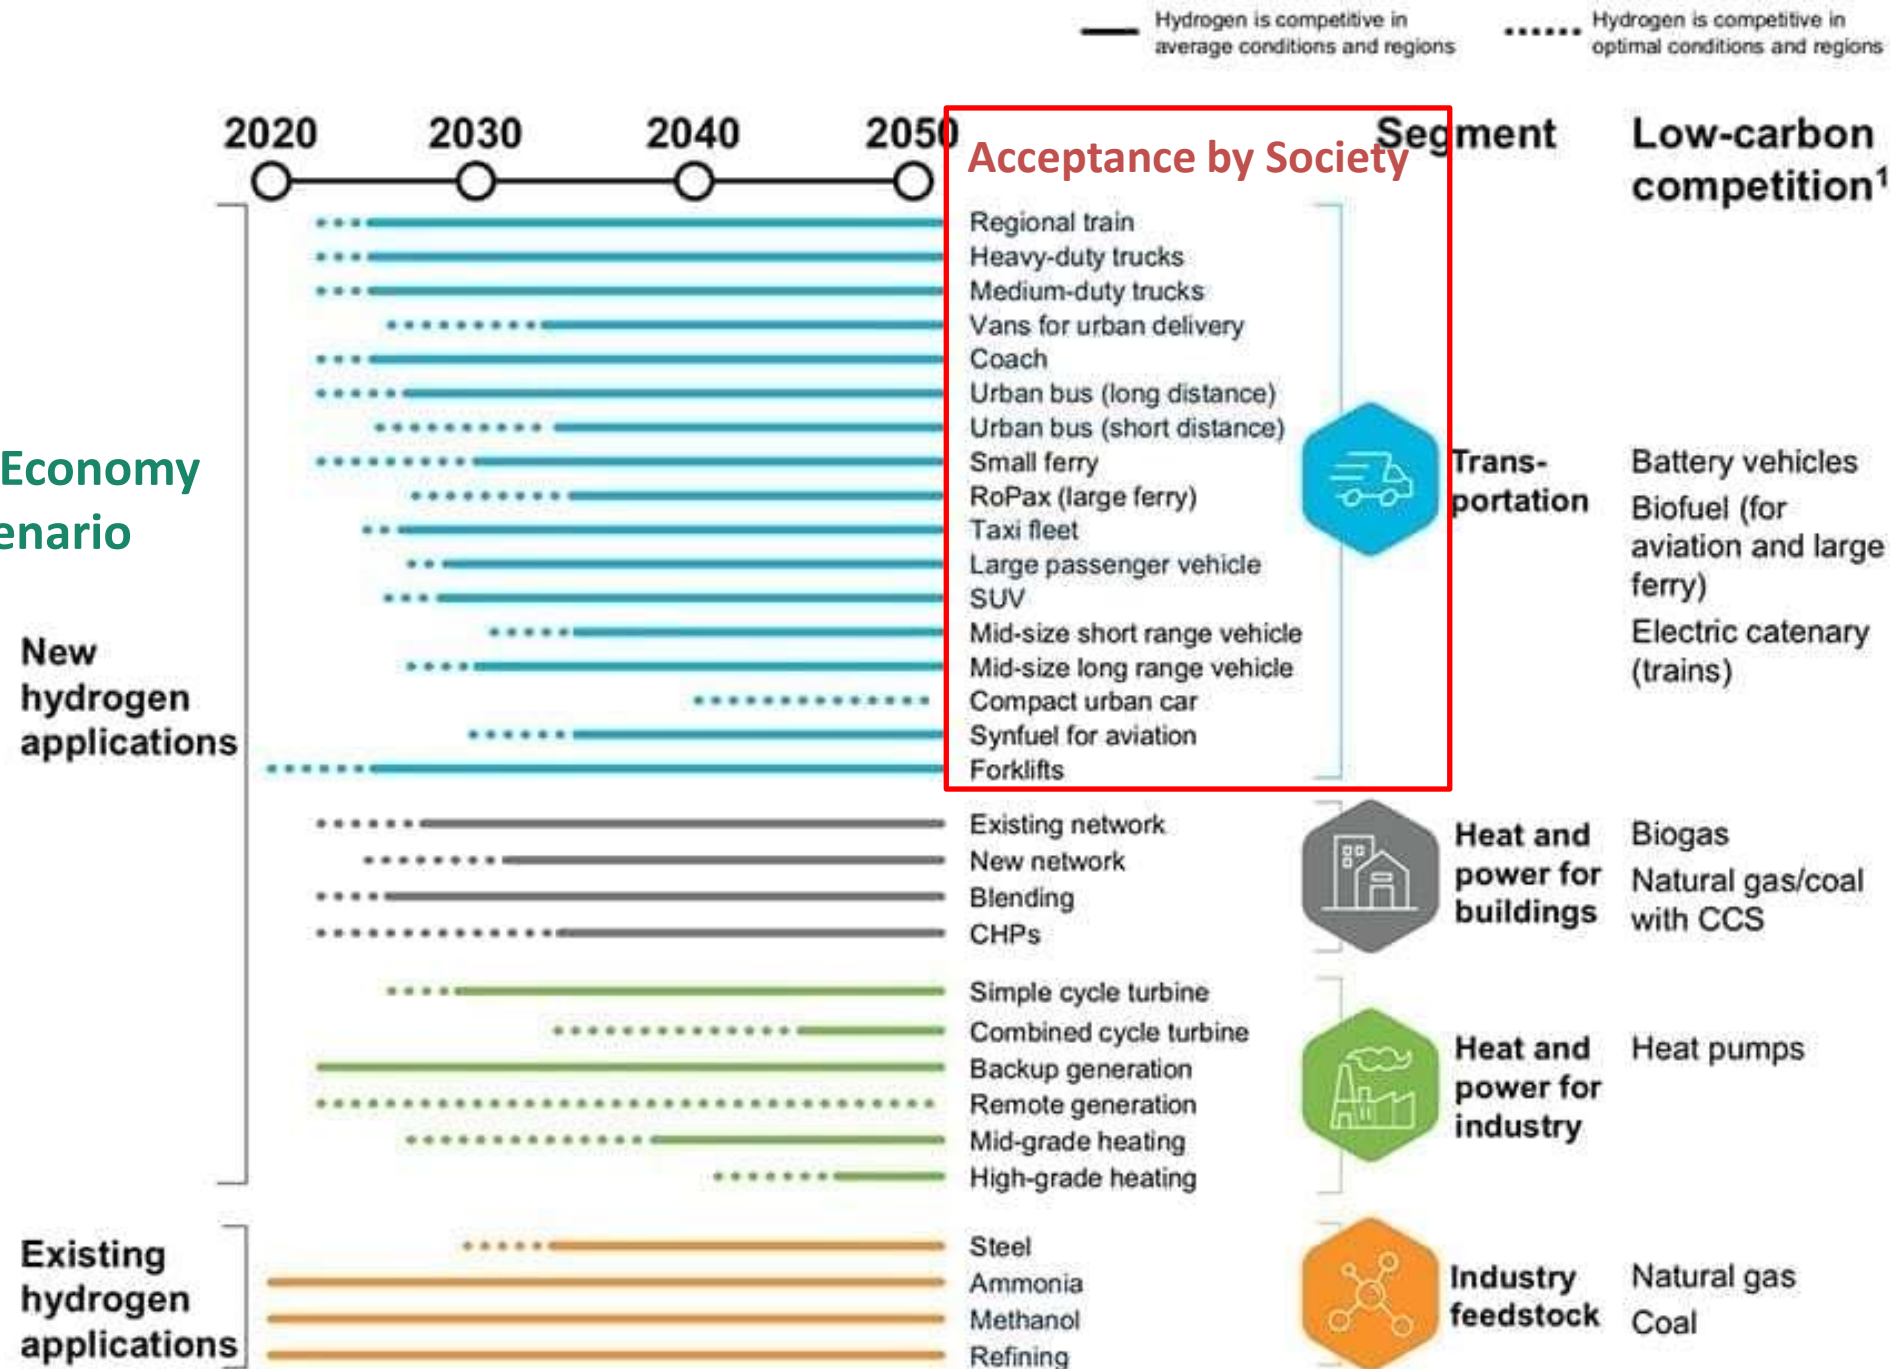 Hydrogen is competitive in
average conditions and regions
Hydrogen is competitive in
optimal conditions and regions
2020
2030
2040
2050
Acceptance by Society
Segment
Low-carbon
competition¹
Economy
enario
New
hydrogen
applications
Regional train
Heavy-duty trucks
Medium-duty trucks
Vans for urban delivery
Coach
Urban bus (long distance)
Urban bus (short distance)
Small ferry
RoPax (large ferry)
Taxi fleet
Large passenger vehicle
SUV
Mid-size short range vehicle
Mid-size long range vehicle
Compact urban car
Synfuel for aviation
Forklifts
Trans-
portation
Battery vehicles
Biofuel (for
aviation and large
ferry)
Electric catenary
(trains)
Existing network
New network
Blending
CHPs
Heat and
power for
buildings
Biogas
Natural gas/coal
with CCS
Simple cycle turbine
Combined cycle turbine
Backup generation
Remote generation
Mid-grade heating
High-grade heating
Heat and
power for
industry
Heat pumps
Existing
hydrogen
applications
Steel
Ammonia
Methanol
Refining
Industry
feedstock
Natural gas
Coal